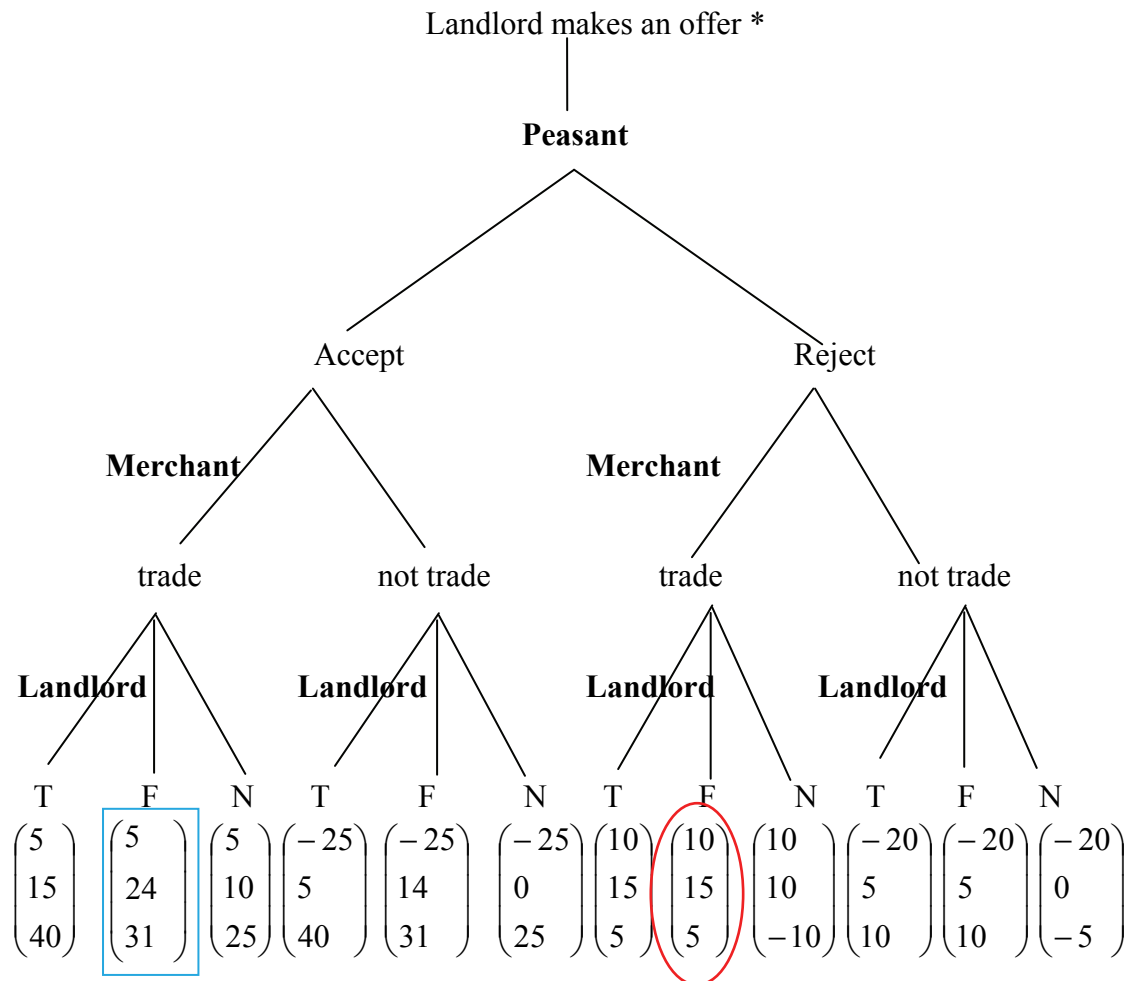 Landlord makes an offer *
Peasant
Accept Reject
Merchant Merchant
trade not trade trade not trade
Landlord Landlord Landlord Landlord
T F N T F N T F N T F N
5 5 5 −25 −25 −25 10 10 10 −20 −20 −20
15 24 10 5 14 0 15 15 10 5 5 0
40 31 25 40 31 25 5 5 −10 10 10 −5